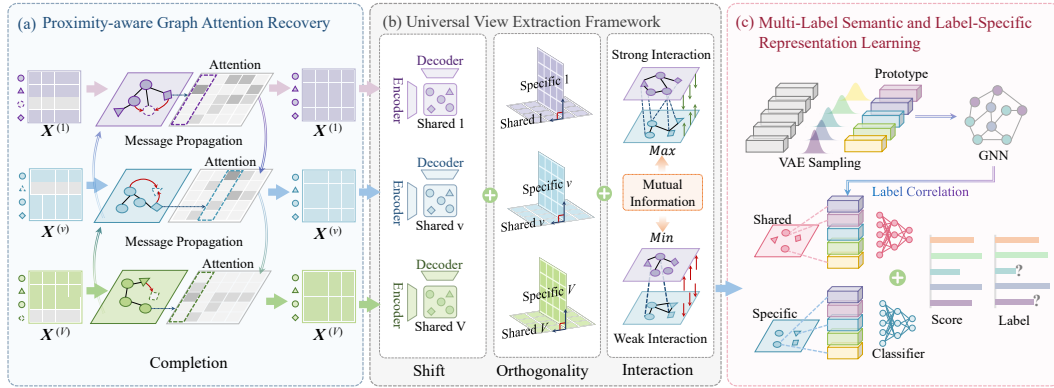 (a) Proximity-aware Graph Attention Recovery
Attention
X(1)
X(1)
Message Propagation
Attention
X(v)
X(v)
Message Propagation
Attention
X(V)
X(V)
Completion
(b) Universal View Extraction Framework
Decoder
Encoder
Shared 1
Decoder
Encoder
Shared v
Decoder
Encoder
Shared V
Shift
Specific 1
Shared 1
Specific v
Shared v
Specific V
Shared V
Orthogonality
Strong Interaction
Max
Mutual
Information
Min
Weak Interaction
Interaction
(c) Multi-Label Semantic and Label-Specific
Representation Learning
Prototype
VAE Sampling
GNN
Label Correlation
Shared
Specific
Classifier
Score
?
?
Label